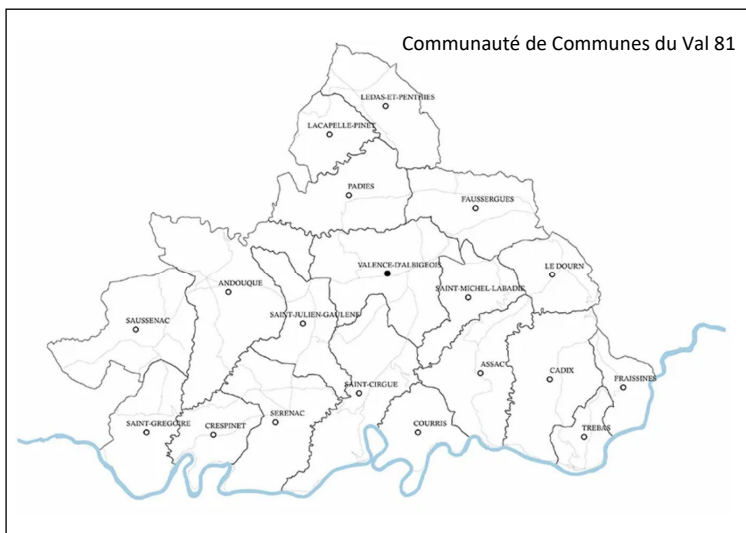 Communauté de Communes du Val 81
LEDAS-ET-PENTHIES
LACAPELLE-PINET
PADIES
FAUSSERGUES
VALENCE-D'ALBIGEOIS
LE DOURN
ANDOUQUE
SAINT-MICHEL-LABADIE
SAINT-JULIEN-GAULENE
SAUSSENAC
ASSAC
CADIX
FRAISSINES
SAINT-CIRGUE
SAINT-GREGOIRE
CRESPINET
SERENAC
COURRIS
TREBAS